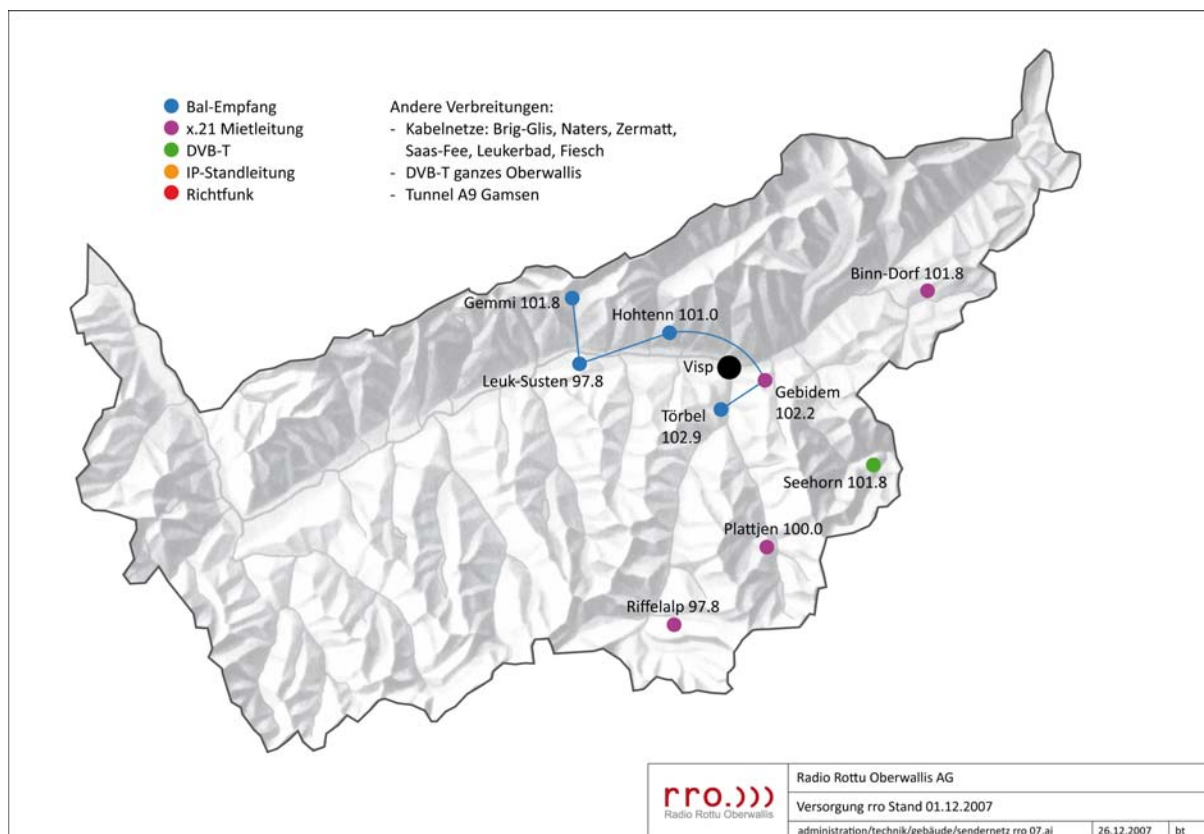 Bal-Empfang
x.21 Mietleitung
DVB-T
IP-Standleitung
Richtfunk
Andere Verbreitungen:
- Kabelnetze: Brig-Glis, Naters, Zermatt,
Saas-Fee, Leukerbad, Fiesch
- DVB-T ganzes Oberwallis
- Tunnel A9 Gamsen
Binn-Dorf 101.8
Gemmi 101.8
Hohtenn 101.0
Visp
Leuk-Susten 97.8
Gebidem
102.2
Törbel
102.9
Seehorn 101.8
Plattjen 100.0
Riffelalp 97.8
rro.)))
Radio Rottu Oberwallis
Radio Rottu Oberwallis AG
Versorgung rro Stand 01.12.2007
administration/technik/gebäude/sendernetz rro 07.ai
26.12.2007